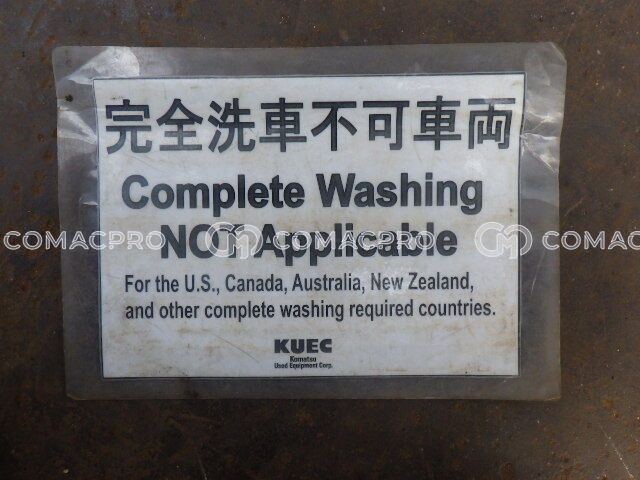 完全洗車不可車両
Complete Washing
NOT Applicable
COMACPRO COMACPRO COMACPRO
For the U.S., Canada, Australia, New Zealand,
and other complete washing required countries.
KUEC
Komatsu
Used Equipment Corp.